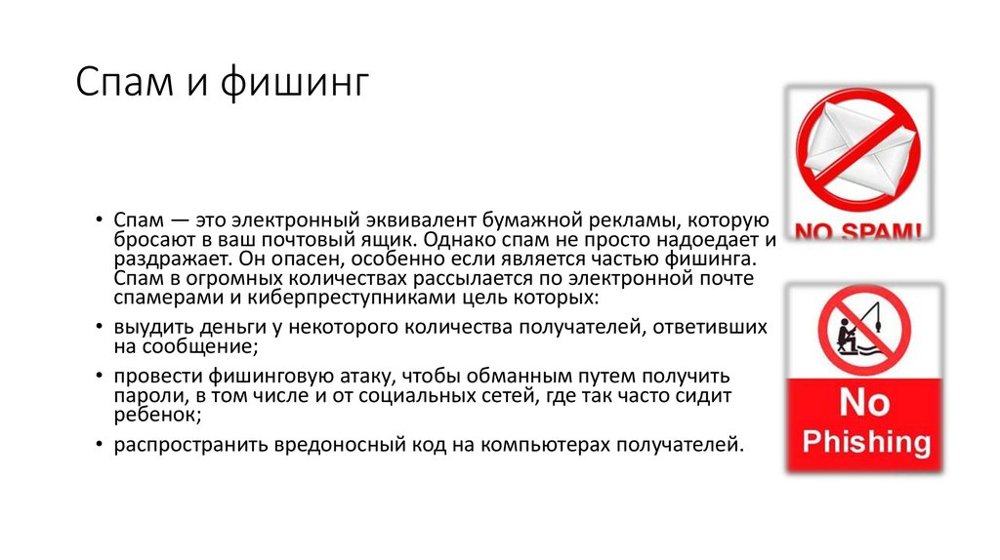 Спам и фишинг
• Спам — это электронный эквивалент бумажной рекламы, которую
бросают в ваш почтовый ящик. Однако спам не просто надоедает и
раздражает. Он опасен, особенно если является частью фишинга.
Спам в огромных количествах рассылается по электронной почте
спамерами и киберпреступниками цель которых:
• выудить деньги у некоторого количества получателей, ответивших
на сообщение;
• провести фишинговую атаку, чтобы обманным путем получить
пароли, в том числе и от социальных сетей, где так часто сидит
ребенок;
• распространить вредоносный код на компьютерах получателей.
NO SPAM!
No
Phishing